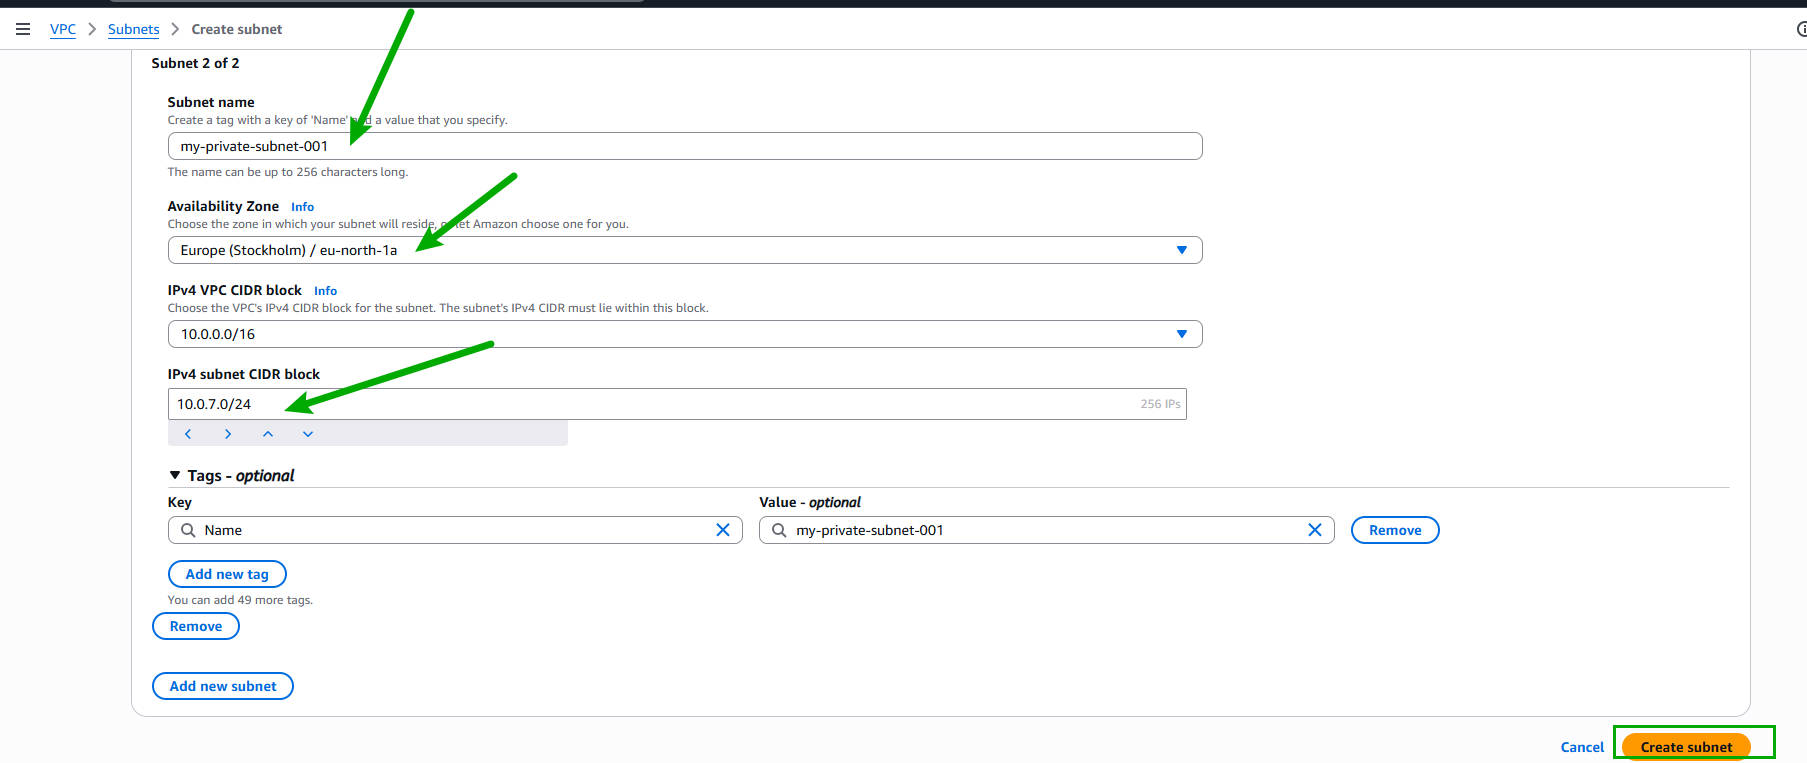 VPC > Subnets > Create subnet
Subnet 2 of 2
Subnet name
Create a tag with a key of 'Name' a value that you specify.
my-private-subnet-001
The name can be up to 256 characters long.
Availability Zone Info
Choose the zone in which your subnet will reside, let Amazon choose one for you.
Europe (Stockholm) / eu-north-1a
IPv4 VPC CIDR block Info
Choose the VPC's IPv4 CIDR block for the subnet. The subnet's IPv4 CIDR must lie within this block.
10.0.0.0/16
IPv4 subnet CIDR block
10.0.7.0/24 256 IPs
Tags - optional
Key Value - optional
Name my-private-subnet-001 Remove
Add new tag
You can add 49 more tags.
Remove
Add new subnet
Cancel Create subnet